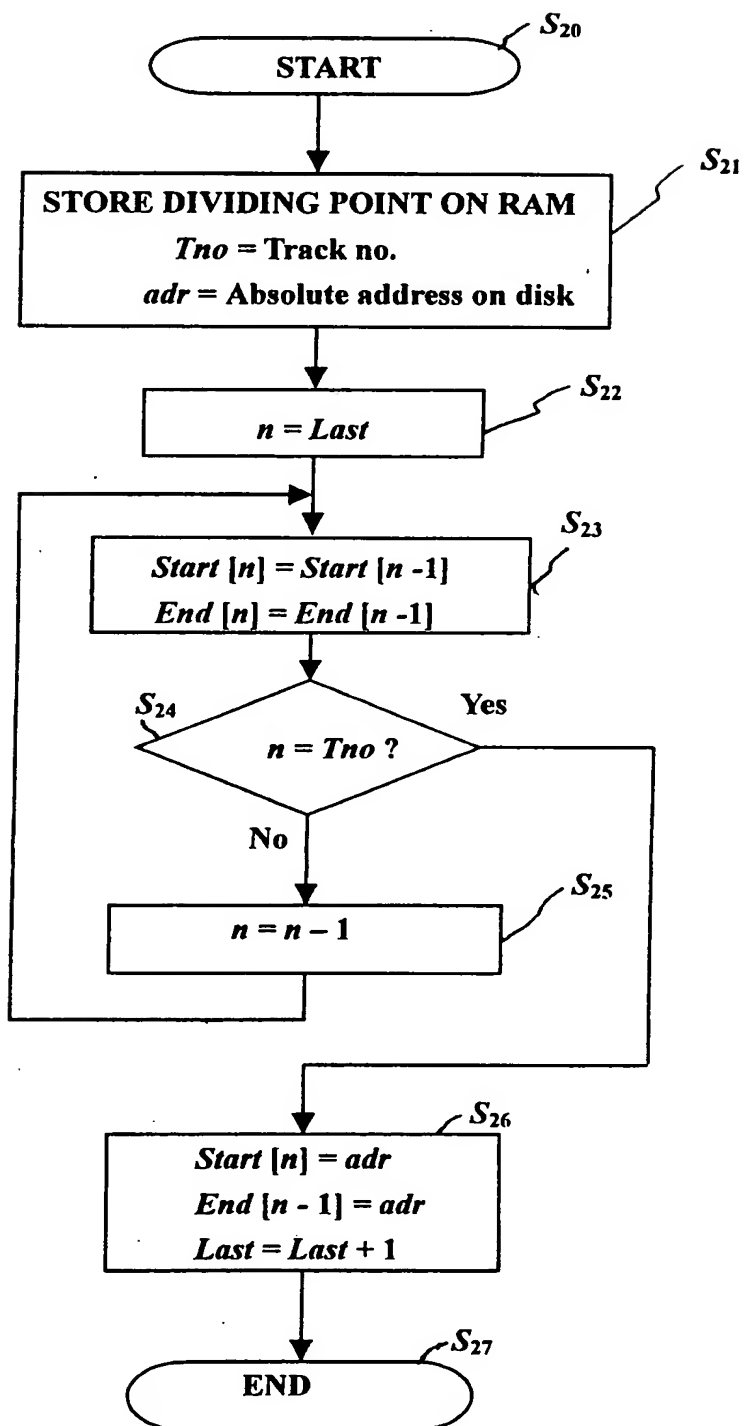 S20
START
S21
STORE DIVIDING POINT ON RAM
Tno = Track no.
adr = Absolute address on disk
S22
n = Last
S23
Start [n] = Start [n -1]
End [n] = End [n -1]
S24
Yes
n = Tno ?
No
S25
n = n – 1
S26
Start [n] = adr
End [n - 1] = adr
Last = Last + 1
S27
END